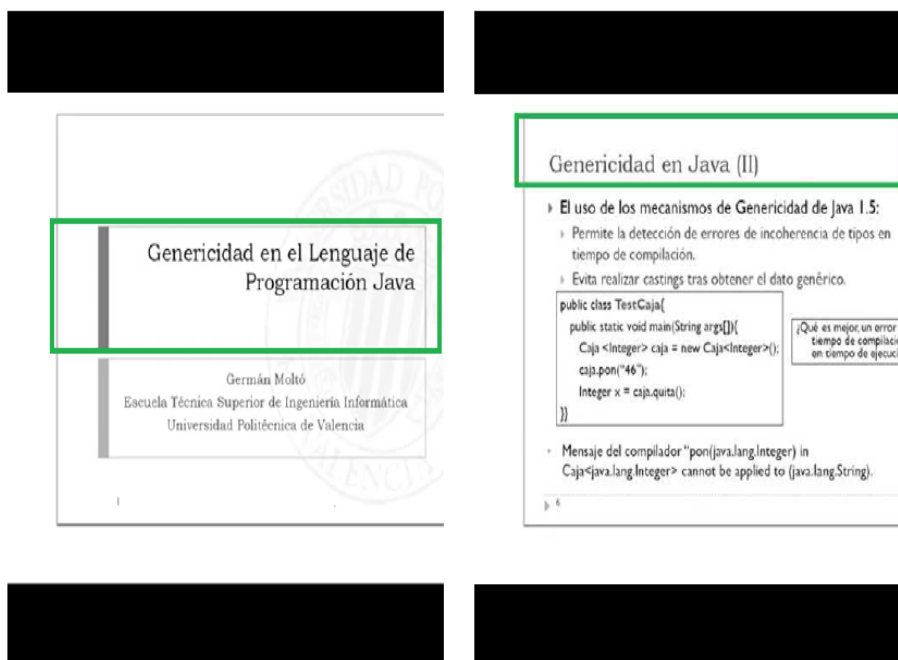 Genericidad en el Lenguaje de
Programación Java
Germán Moltó
Escuela Técnica Superior de Ingeniería Informática
Universidad Politécnica de Valencia
1
Genericidad en Java (II)
El uso de los mecanismos de Genericidad de Java 1.5:
Permite la detección de errores de incoherencia de tipos en
tiempo de compilación.
Evita realizar castings tras obtener el dato genérico.
public class TestCaja{
public static void main(String args[]){
Caja <Integer> caja = new Caja<Integer>();
caja.pon("46");
Integer x = caja.quita();
}}
¿Qué es mejor, un error
tiempo de compilaci
en tiempo de ejecuci
Mensaje del compilador "pon(java.lang.Integer) in
Caja<java.lang.Integer> cannot be applied to (java.lang.String).
6